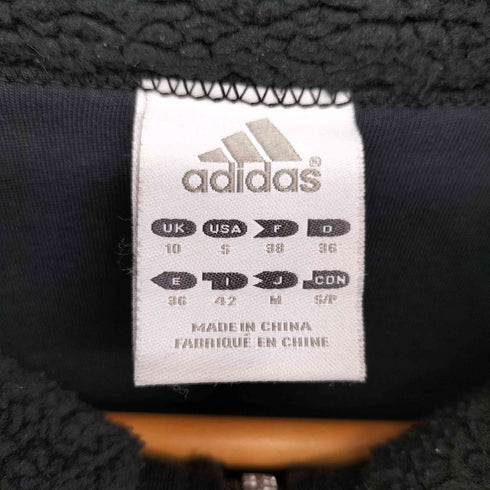 adidas®
UK USA F D
10 S 38 36
E I J CDN
36 42 M S/P
MADE IN CHINA
FABRIQUÉ EN CHINE